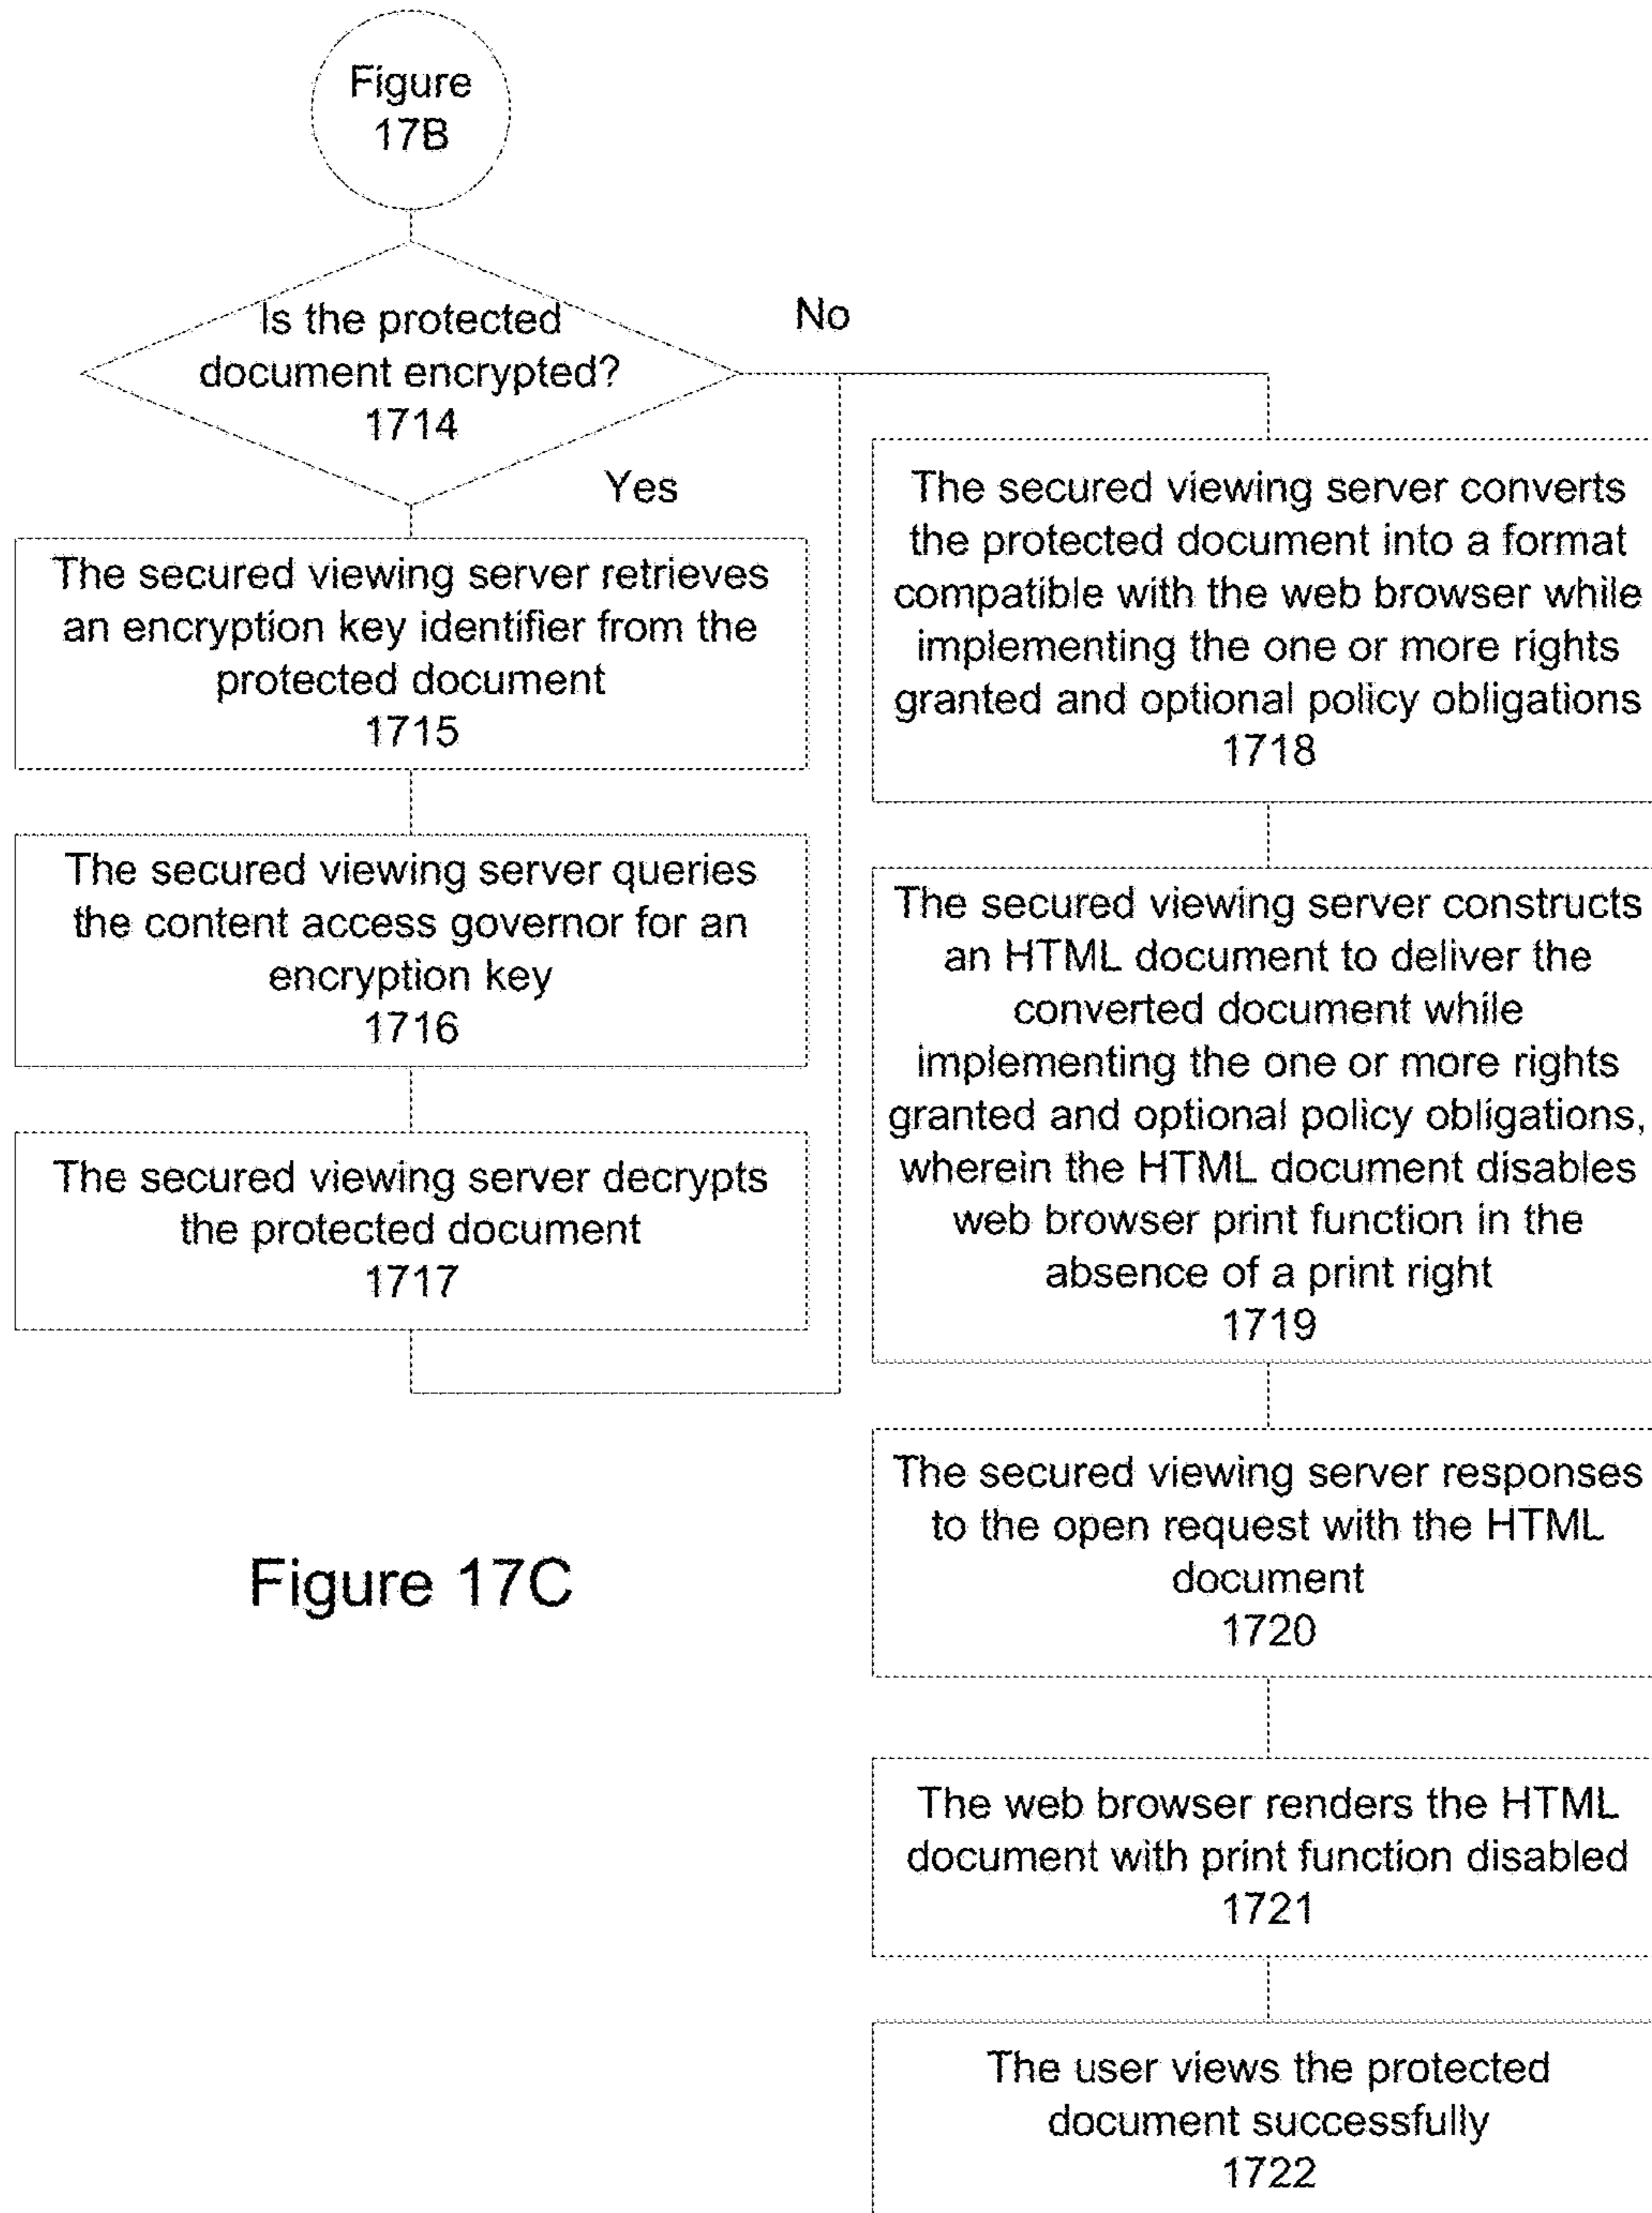 Figure
17B
Is the protected
document encrypted?
1714
No
Yes
The secured viewing server retrieves
an encryption key identifier from the
protected document
1715
The secured viewing server queries
the content access governor for an
encryption key
1716
The secured viewing server decrypts
the protected document
1717
The secured viewing server converts
the protected document into a format
compatible with the web browser while
implementing the one or more rights
granted and optional policy obligations
1718
The secured viewing server constructs
an HTML document to deliver the
converted document while
implementing the one or more rights
granted and optional policy obligations,
wherein the HTML document disables
web browser print function in the
absence of a print right
1719
The secured viewing server responses
to the open request with the HTML
document
1720
The web browser renders the HTML
document with print function disabled
1721
The user views the protected
document successfully
1722
Figure 17C